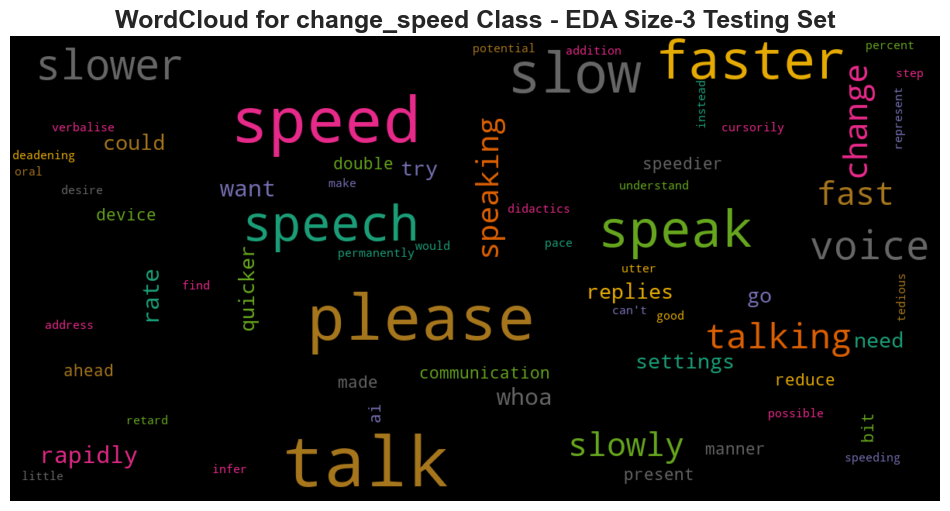 WordCloud for change_speed Class - EDA Size-3 Testing Set
slower
potential
addition
slow
faster
percent
step
change
instead
represent
verbalise
could
deadening
oral
speed
speaking
cursorily
double
try
speedier
desire
want
make
understand
fast
device
speech
didactics
speak
voice
permanently
would
pace
quicker
rate
find
utter
replies
can't
good
go
tedious
address
please
talking
need
settings
ahead
communication
made
whoa
reduce
ai
retard
possible
bit
talk
slowly
manner
rapidly
infer
present
speeding
little